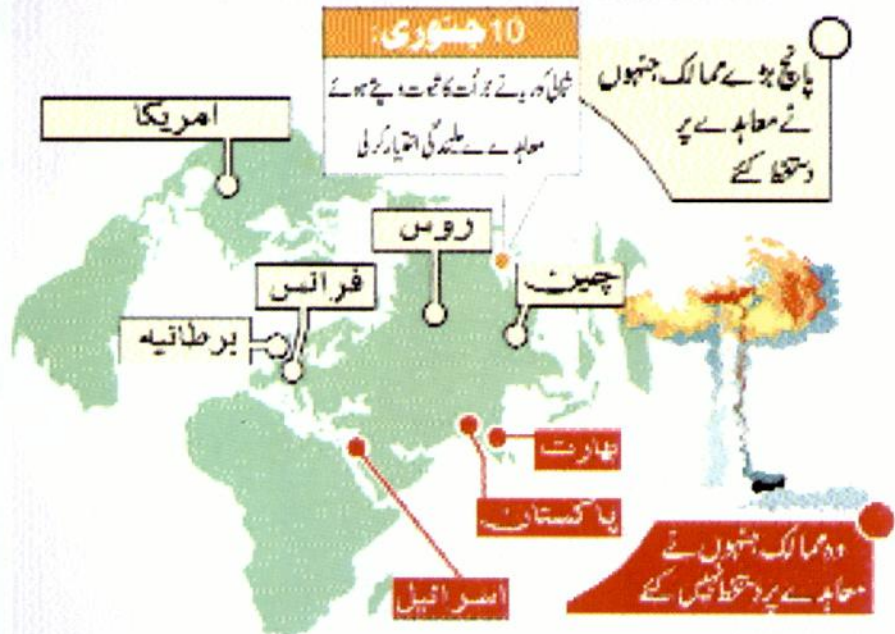 10 جنوری:
شمالی کوریا نے جرأت کا ثبوت دیتے ہوئے
معاہدے سے علیحدگی اختیار کرلی
پانچ بڑے ممالک جنہوں
نے معاہدے پر
دستخط کئے
امریکا
روس
فرانس
چین
برطانیہ
بھارت
پاکستان
اسرائیل
وہ ممالک جنہوں نے
معاہدے پر دستخط نہیں کئے